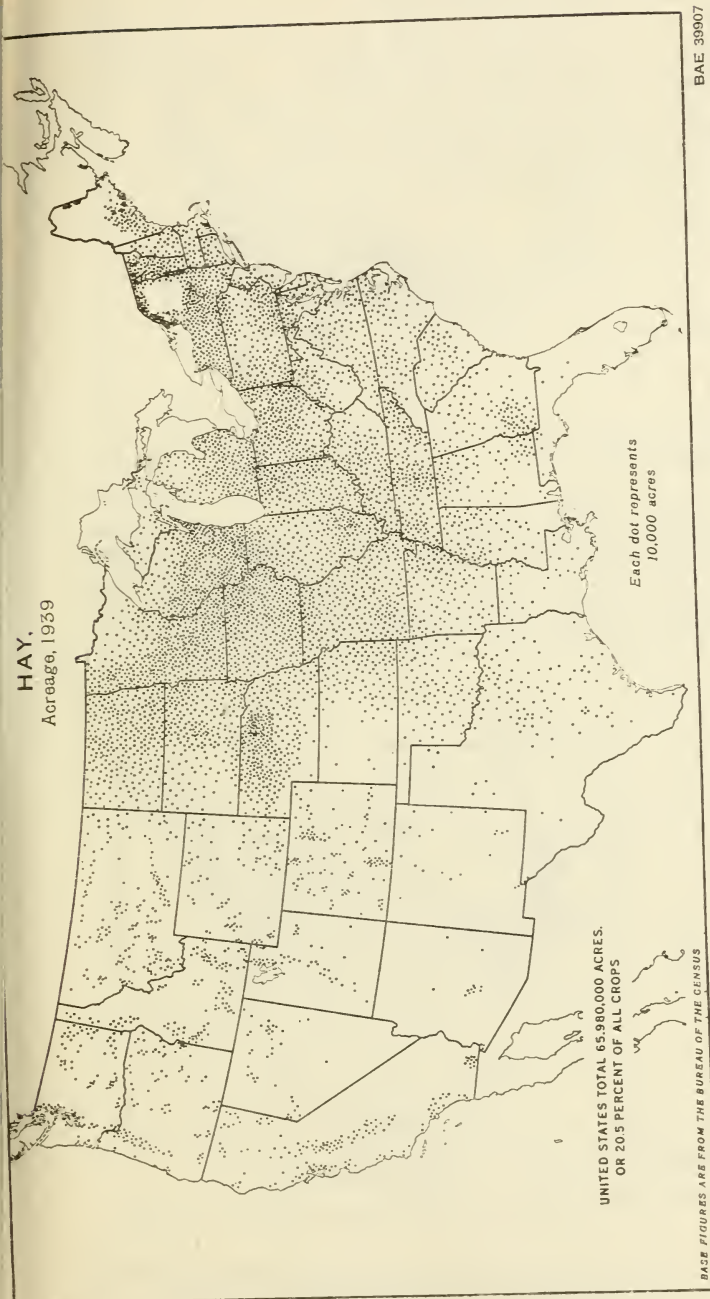 HAY,
Acreage, 1939
Each dot represents
10,000 acres
UNITED STATES TOTAL 65.980,000 ACRES.
OR 20.5 PERCENT OF ALL CROPS
BASE FIGURES ARE FROM THE BUREAU OF THE CENSUS
BAE 39907